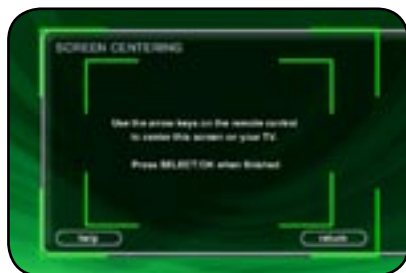 SCREEN CENTERING
Use the arrow keys on the remote control
to center this screen on your TV.
Press SELECT/OK when finished
help
return